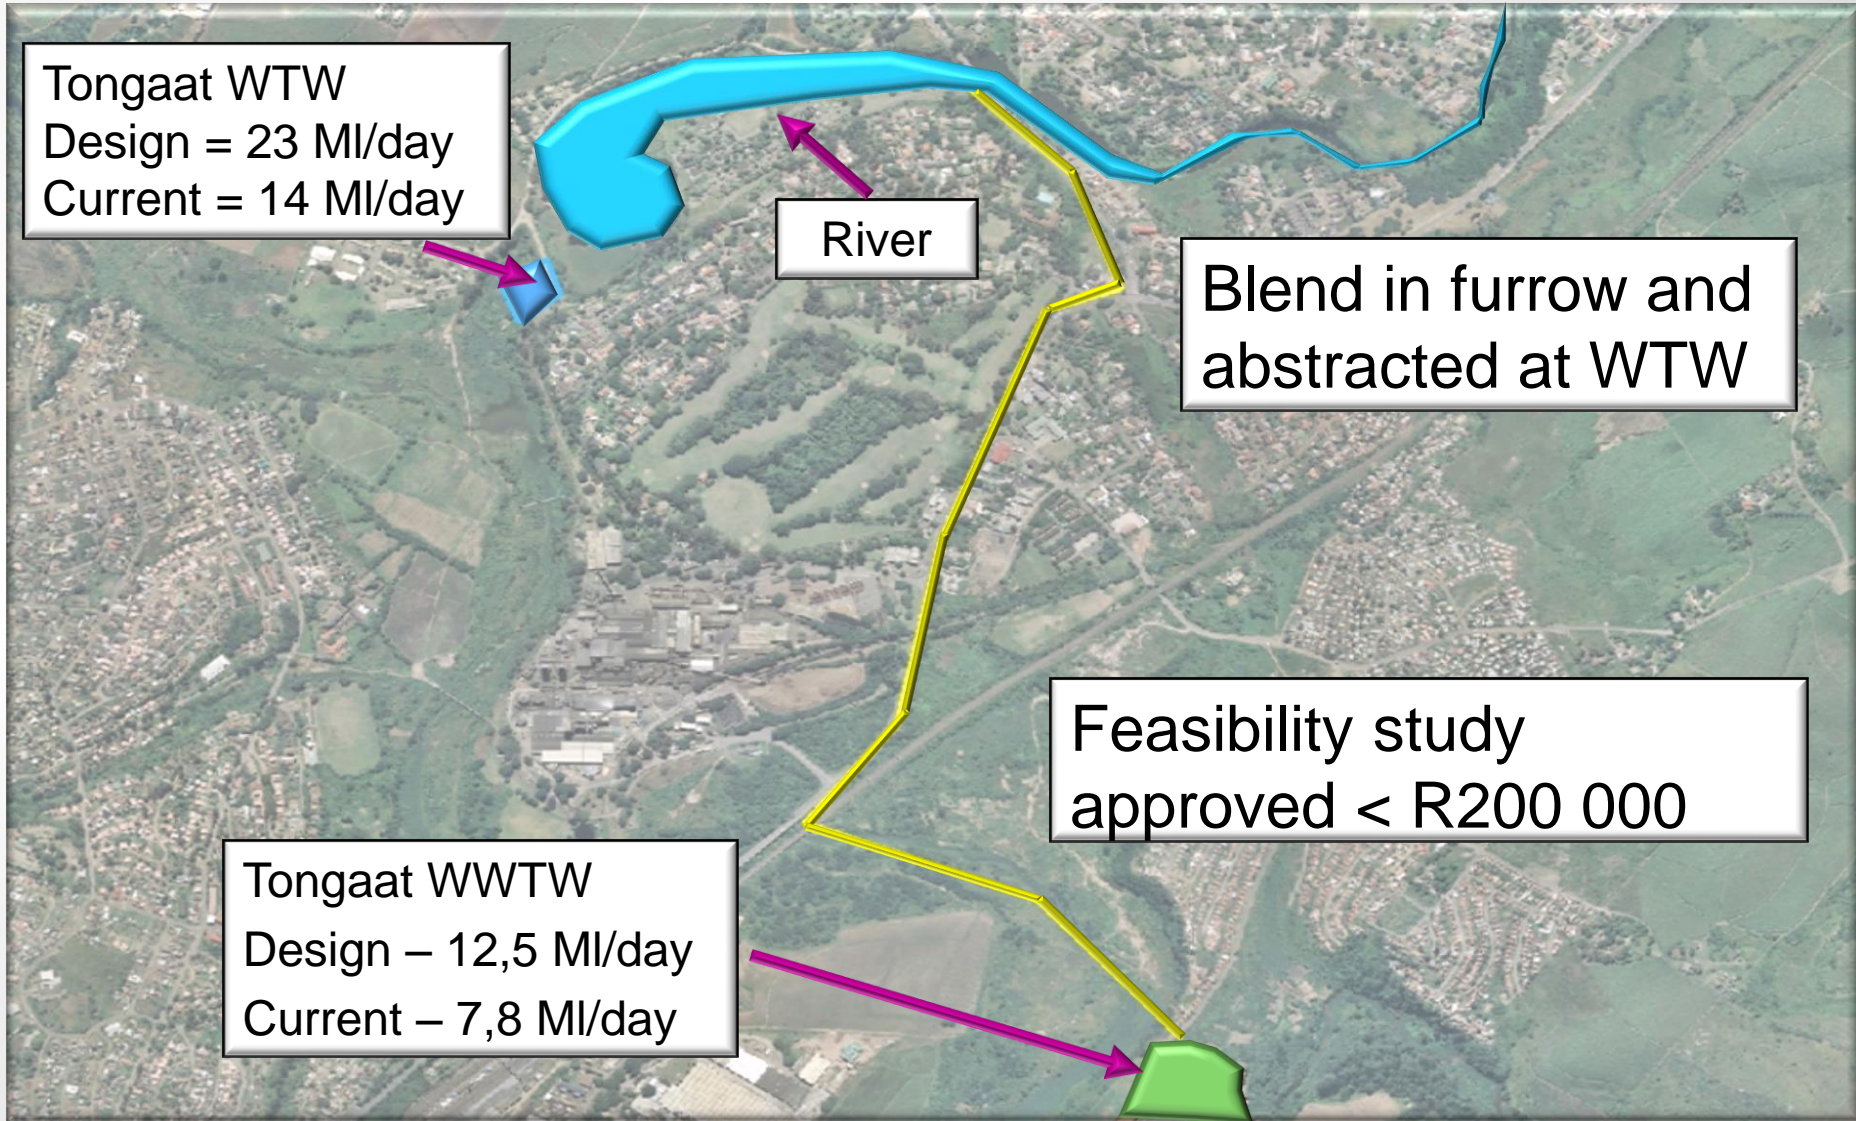 Tongaat WTW
Design = 23 Ml/day
Current = 14 Ml/day
River
Blend in furrow and
abstracted at WTW
Feasibility study
approved < R200 000
Tongaat WWTW
Design – 12,5 Ml/day
Current – 7,8 Ml/day